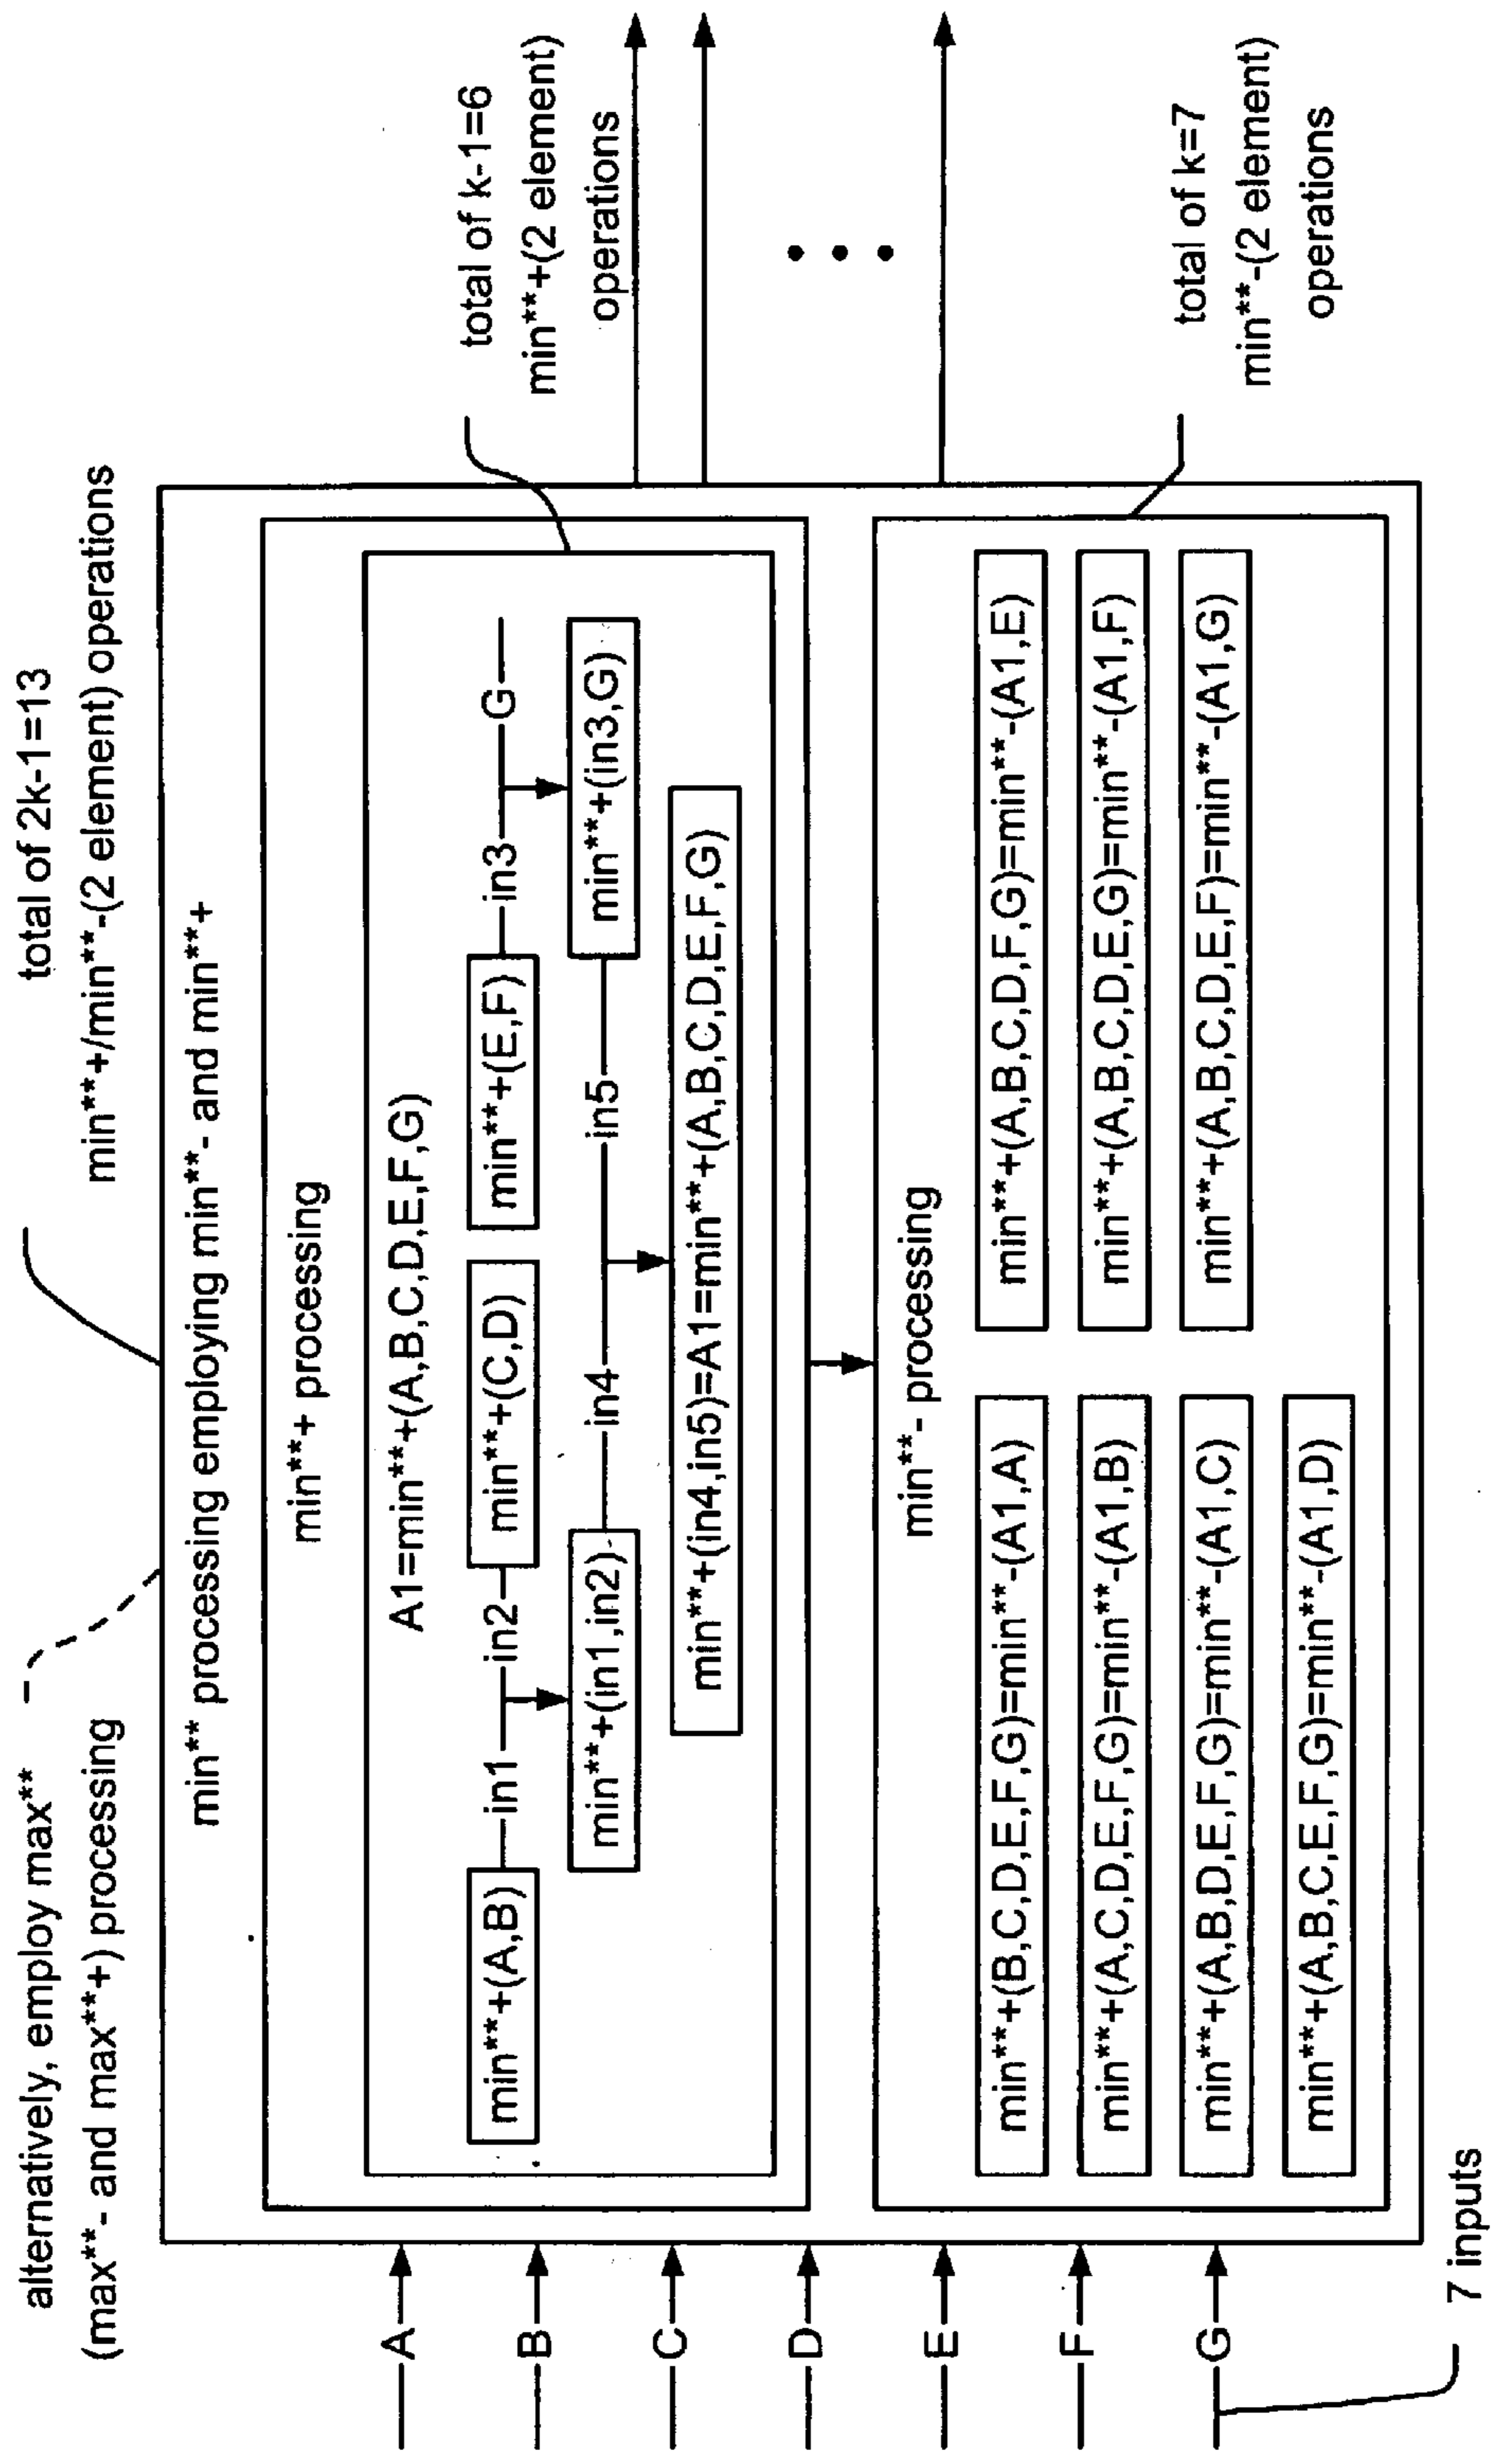 total of 2k-1=13
min**+/min**-(2 element) operations
alternatively, employ max**
(max**- and max**+) processing
min** processing employing min**- and min**+
min**+ processing
A1=min**+(A,B,C,D,E,F,G)
min**+(A,B)
in1
in2
min**+(C,D)
min**+(E,F)
in3
G
min**+(in1,in2)
in4
in5
min**+(in3,G)
min**+(in4,in5)=A1=min**+(A,B,C,D,E,F,G)
total of k-1=6
min**+(2 element)
operations
min**- processing
min**+(B,C,D,E,F,G)=min**-(A1,A)
min**+(A,C,D,E,F,G)=min**-(A1,B)
min**+(A,B,D,E,F,G)=min**-(A1,C)
min**+(A,B,C,E,F,G)=min**-(A1,D)
min**+(A,B,C,D,F,G)=min**-(A1,E)
min**+(A,B,C,D,E,G)=min**-(A1,F)
min**+(A,B,C,D,E,F)=min**-(A1,G)
total of k=7
min**-(2 element)
operations
A
B
C
D
E
F
G
7 inputs